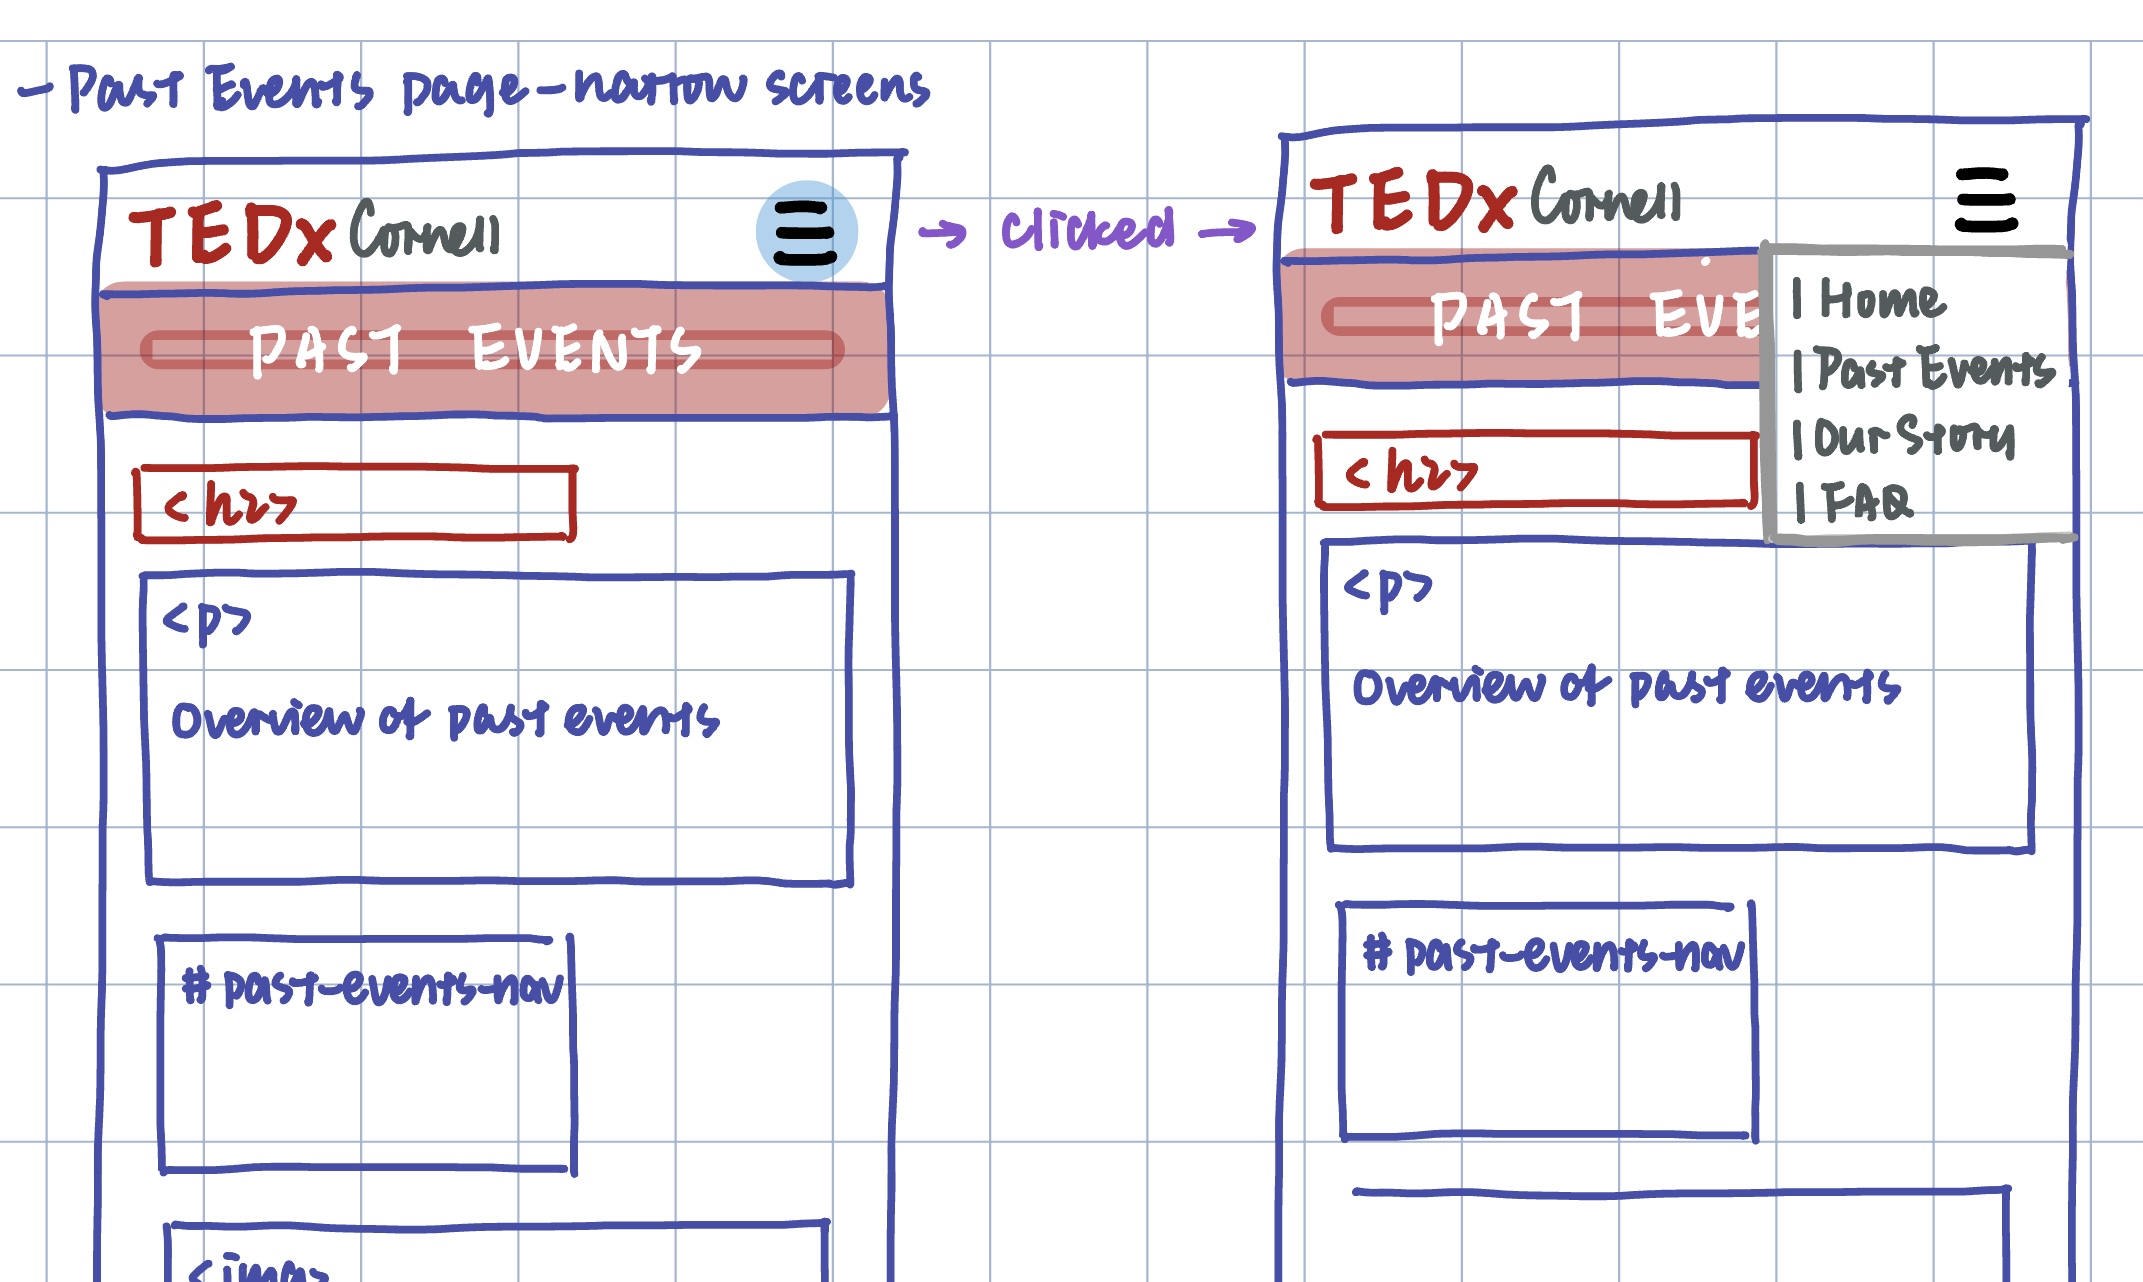 - Past Events page - narrow screens
TEDx Cornell
PAST EVENTS
<h2>
<p>
Overview of past events
# past-events-nav
<img>
→ clicked →
TEDx Cornell
PAST EVE
| Home
| Past Events
| Our Story
| FAQ
<h2>
<p>
Overview of past events
# past-events-nav